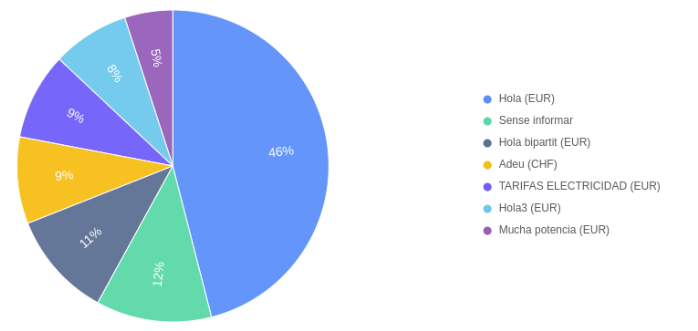 46%
12%
11%
9%
9%
8%
5%
Hola (EUR)
Sense informar
Hola bipartit (EUR)
Adeu (CHF)
TARIFAS ELECTRICIDAD (EUR)
Hola3 (EUR)
Mucha potencia (EUR)